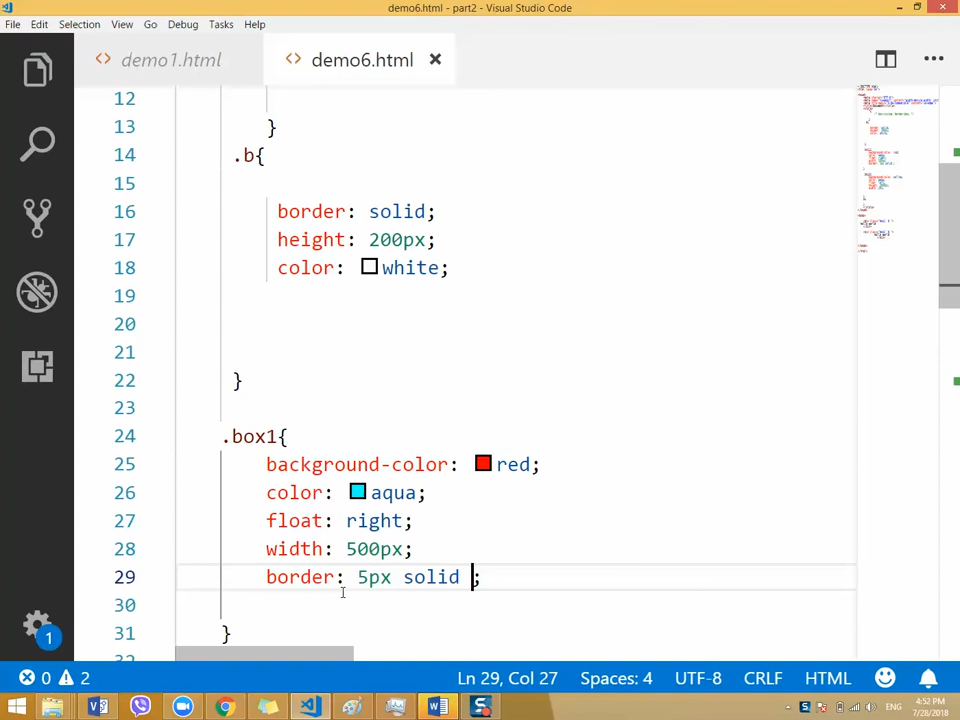 demo6.html - part2 - Visual Studio Code
File Edit Selection View Go Debug Tasks Help
demo1.html demo6.html
12
13 }
14 .b{
15
16 border: solid;
17 height: 200px;
18 color: white;
19
20
21
22 }
23
24 .box1{
25 background-color: red;
26 color: aqua;
27 float: right;
28 width: 500px;
29 border: 5px solid ;
30
31 }
1
0 2 Ln 29, Col 27 Spaces: 4 UTF-8 CRLF HTML
ENG
4:52 PM
7/28/2018